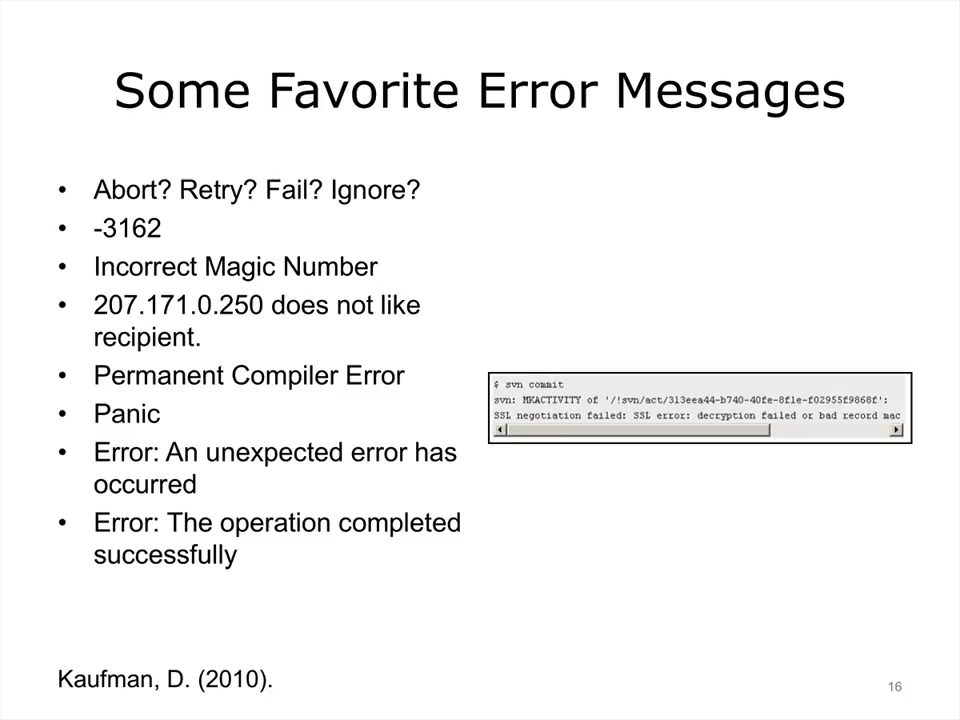 Some Favorite Error Messages
• Abort? Retry? Fail? Ignore?
• -3162
• Incorrect Magic Number
• 207.171.0.250 does not like
recipient.
• Permanent Compiler Error
• Panic
• Error: An unexpected error has
occurred
• Error: The operation completed
successfully
$ svn commit
svn: MKACTIVITY of '/!svn/act/313eea44-b740-40fe-8f1e-f02955f9868f':
SSL negotiation failed: SSL error: decryption failed or bad record mac
Kaufman, D. (2010).
16